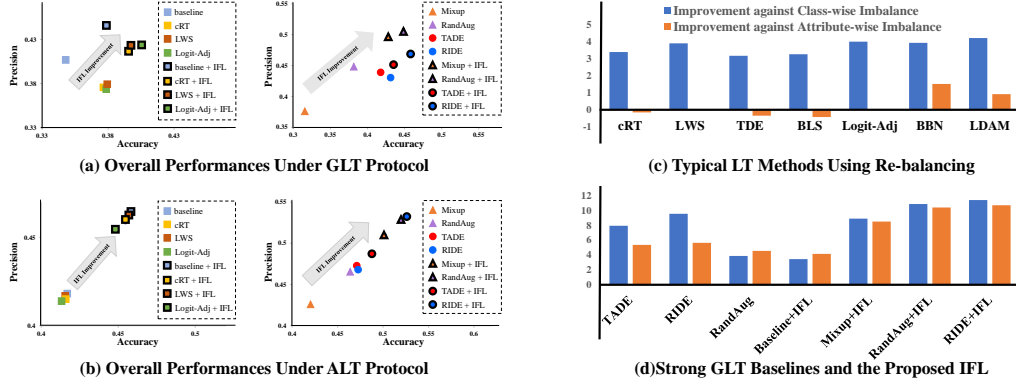 Precision
0.43
0.38
0.33
0.33
0.38
0.43
Accuracy
IFL Improvement
baseline
cRT
LWS
Logit-Adj
baseline + IFL
cRT + IFL
LWS + IFL
Logit-Adj + IFL
Precision
0.55
0.5
0.45
0.4
0.35
0.3
0.35
0.4
0.45
0.5
0.55
Accuracy
IFL Improvement
Mixup
RandAug
TADE
RIDE
Mixup + IFL
RandAug + IFL
TADE + IFL
RIDE + IFL
(a) Overall Performances Under GLT Protocol
Improvement against Class-wise Imbalance
Improvement against Attribute-wise Imbalance
6
5
4
3
2
1
0
-1
cRT
LWS
TDE
BLS
Logit-Adj
BBN
LDAM
(c) Typical LT Methods Using Re-balancing
Precision
0.45
0.4
0.4
0.45
0.5
Accuracy
IFL Improvement
baseline
cRT
LWS
Logit-Adj
baseline + IFL
cRT + IFL
LWS + IFL
Logit-Adj + IFL
Precision
0.55
0.5
0.45
0.4
0.4
0.45
0.5
0.55
0.6
Accuracy
IFL Improvement
Mixup
RandAug
TADE
RIDE
Mixup + IFL
RandAug + IFL
TADE + IFL
RIDE + IFL
(b) Overall Performances Under ALT Protocol
12
10
8
6
4
2
0
TADE
RIDE
RandAug
Baseline+IFL
Mixup+IFL
RandAug+IFL
RIDE+IFL
(d)Strong GLT Baselines and the Proposed IFL